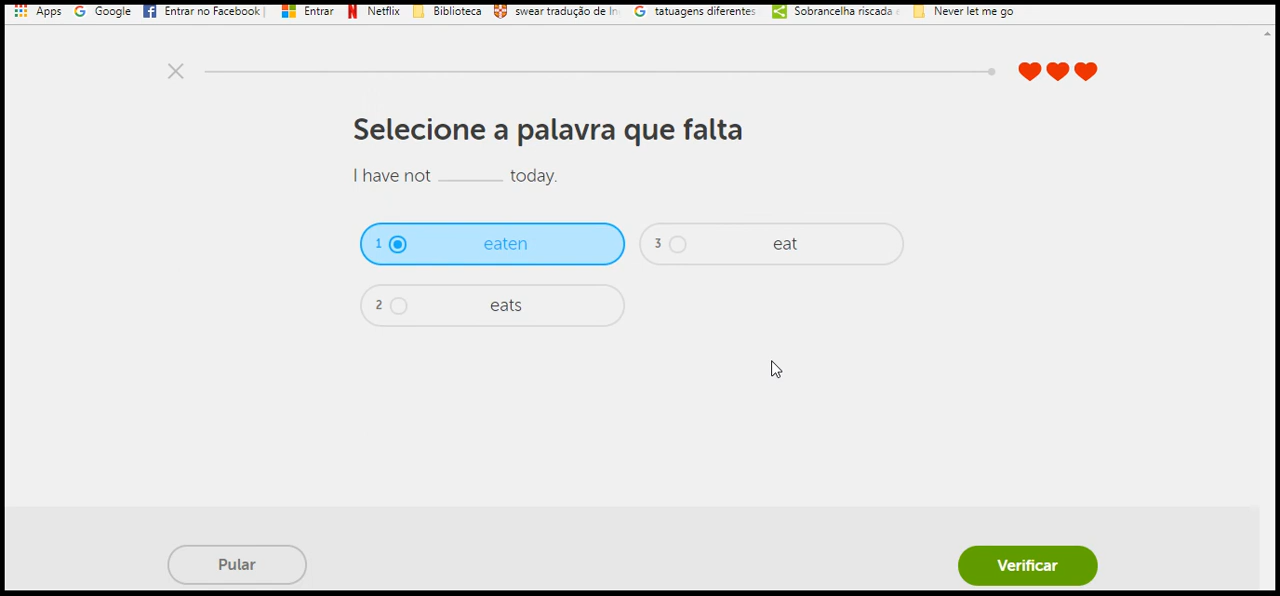 Apps Google Entrar no Facebook | Entrar Netflix Biblioteca swear tradução de In tatuagens diferentes Sobrancelha riscada Never let me go
Selecione a palavra que falta
I have not ______ today.
1 eaten 3 eat
2 eats
Pular Verificar